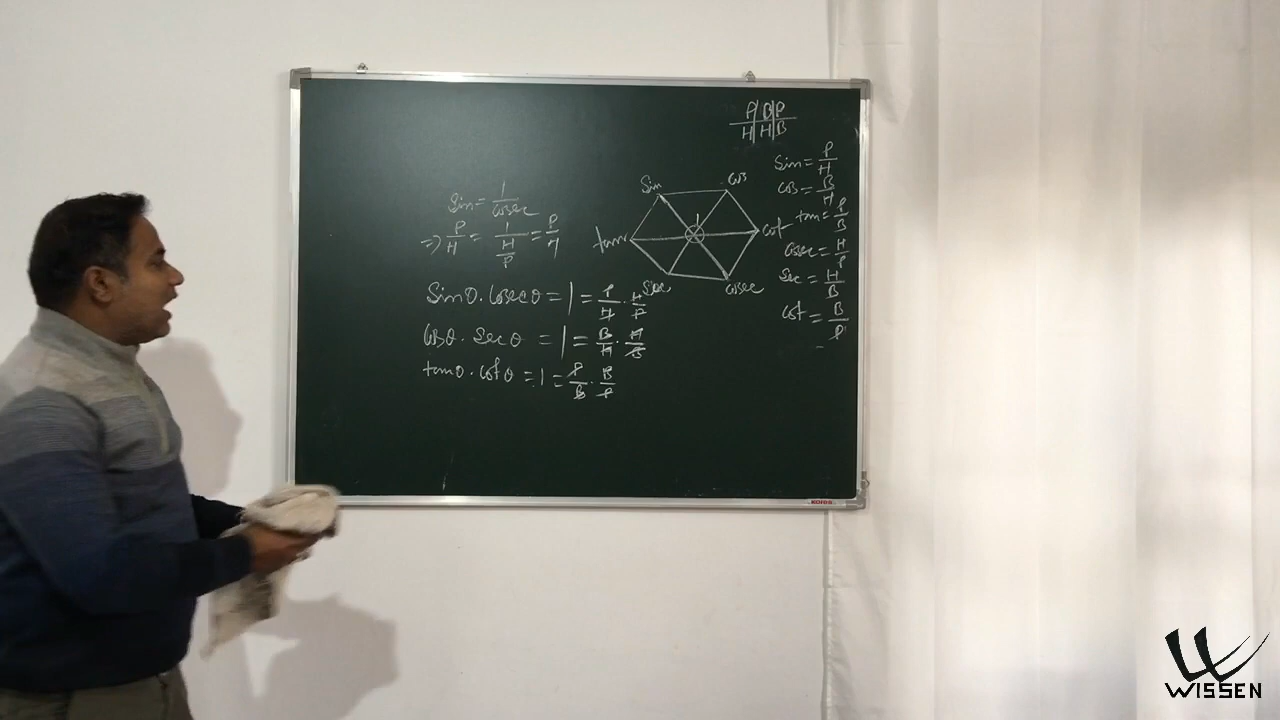 P B P
H H B
Sin = P/H
cos = B/H
tan = P/B
Cosec = H/P
Sec = H/B
Cot = B/P
Sin cos
tan 1 cot
Sec Cosec
Sin = 1/Cosec
⇒ P/H = 1/(H/P) = P/H
Sinθ. Cosecθ = 1 = P/H . H/P
Cosθ. Secθ = 1 = B/H . H/B
tanθ. Cotθ = 1 = P/B . B/P
KORES
WISSEN